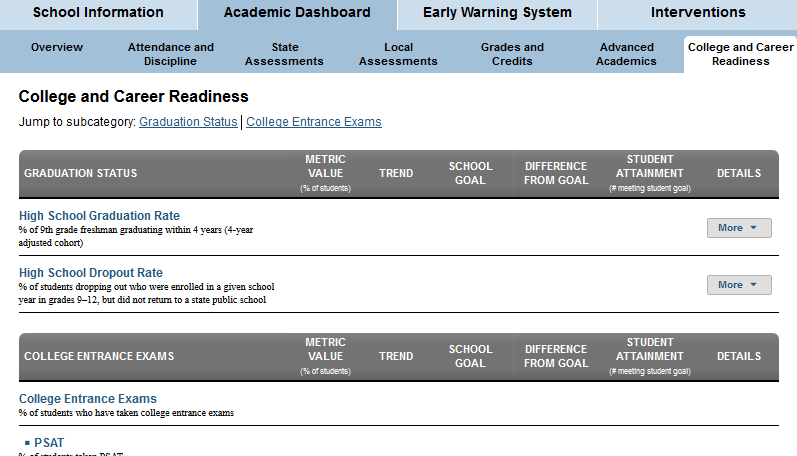 School Information
Academic Dashboard
Early Warning System
Interventions
Overview
Attendance and
Discipline
State
Assessments
Local
Assessments
Grades and
Credits
Advanced
Academics
College and Career
Readiness
College and Career Readiness
Jump to subcategory: Graduation Status | College Entrance Exams
GRADUATION STATUS
METRIC
VALUE
(% of students)
TREND
SCHOOL
GOAL
DIFFERENCE
FROM GOAL
STUDENT
ATTAINMENT
(# meeting student goal)
DETAILS
High School Graduation Rate
% of 9th grade freshman graduating within 4 years (4-year
adjusted cohort)
More
High School Dropout Rate
% of students dropping out who were enrolled in a given school
year in grades 9–12, but did not return to a state public school
More
COLLEGE ENTRANCE EXAMS
METRIC
VALUE
(% of students)
TREND
SCHOOL
GOAL
DIFFERENCE
FROM GOAL
STUDENT
ATTAINMENT
(# meeting student goal)
DETAILS
College Entrance Exams
% of students who have taken college entrance exams
PSAT
% of students taken PSAT